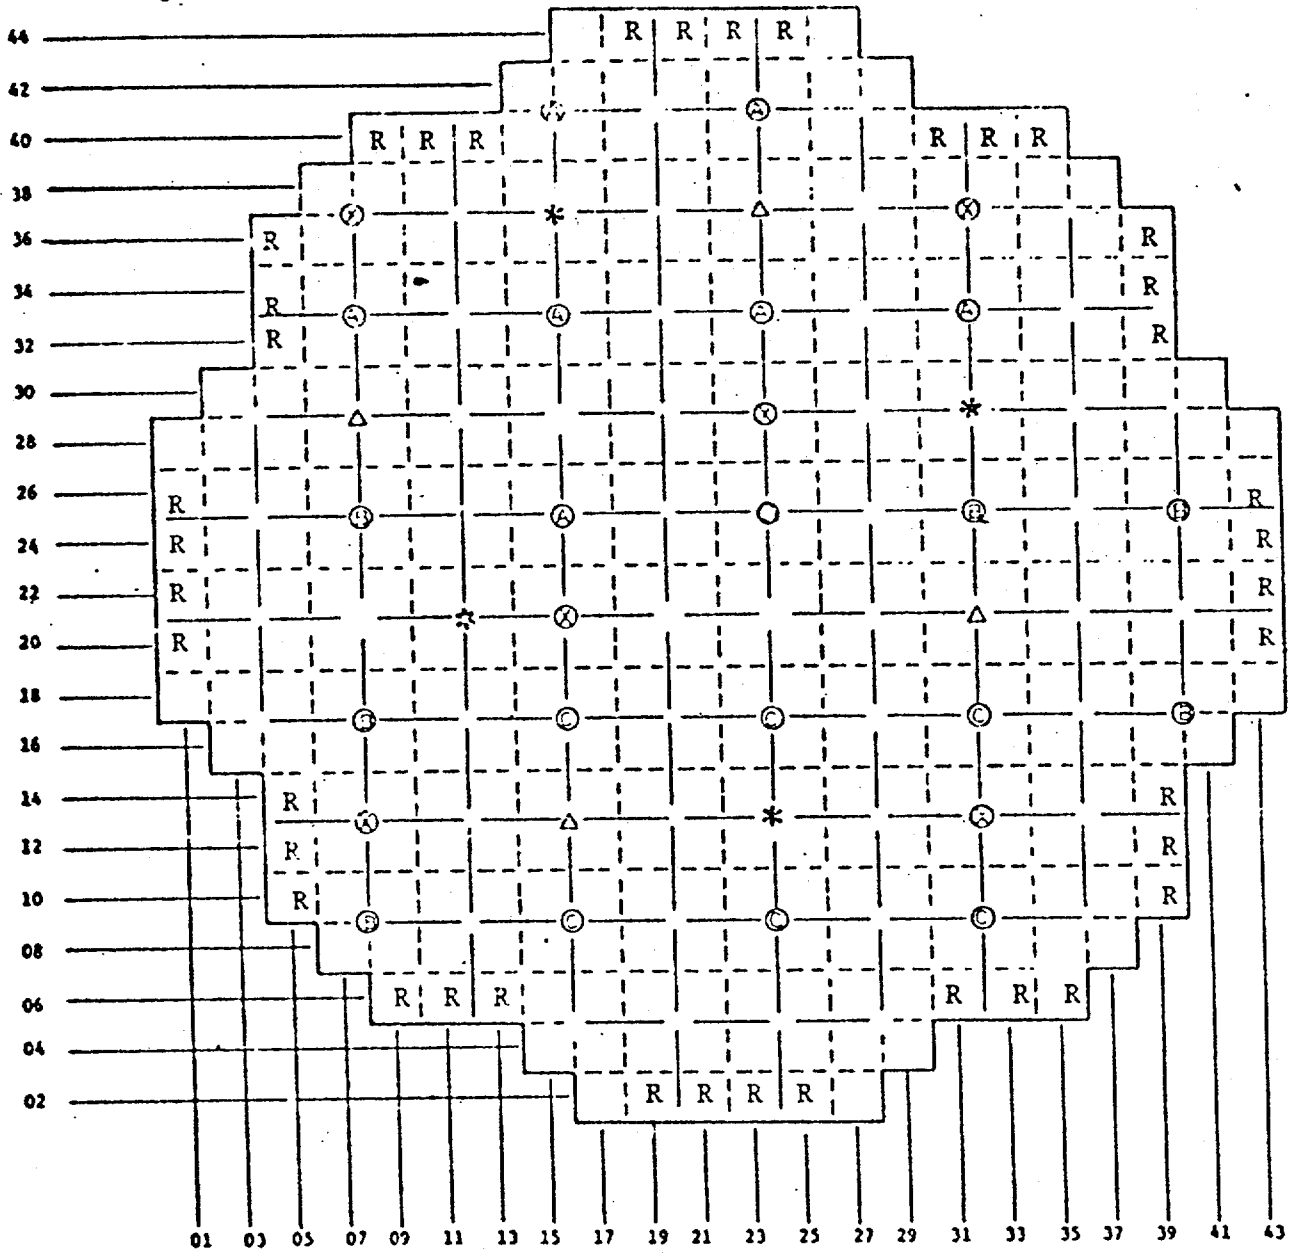 44 R R R R
42
A
40 R R R R R R
38
X X
36 R R
34 R
R A
32 R R
30
X
28
26 R R
A
24 R R
22 R R
X
20 R R
18
C C C
16
14 R R
A
12 R R
10 R R
C C C
08
06 R R R R R R
04
02 R R R R
01 03 05 07 09 11 13 15 17 19 21 23 25 27 29 31 33 35 37 39 41 43